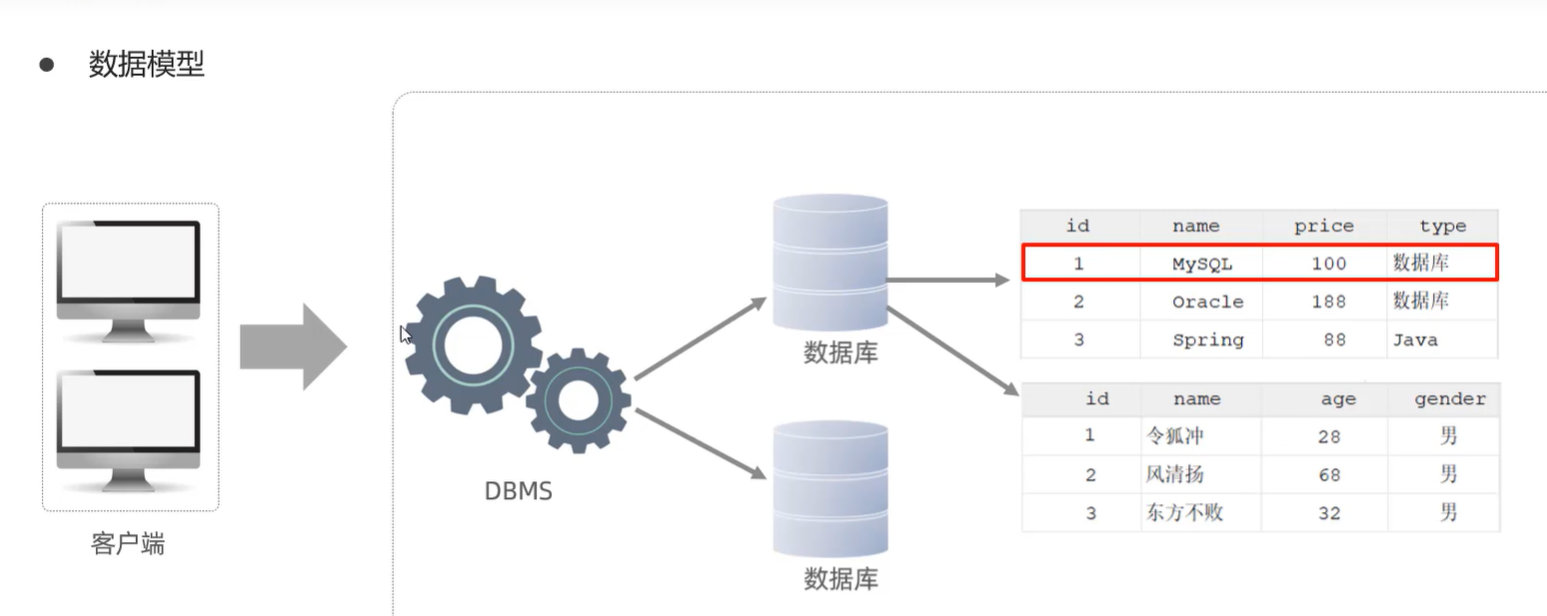 数据模型
客户端
DBMS
数据库
数据库
id name price type
1 MySQL 100 数据库
2 Oracle 188 数据库
3 Spring 88 Java
id name age gender
1 令狐冲 28 男
2 风清扬 68 男
3 东方不败 32 男